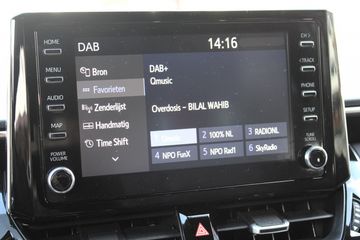 DAB
14:16
HOME
MENU
AUDIO
MAP
POWER
VOLUME
Bron
Favorieten
Zenderlijst
Handmatig
Time Shift
DAB+
Qmusic
Overdosis - BILAL WAHIB
2 100% NL
3 RADIONL
4 NPO FunX
5 NPO Rad1
6 SkyRadio
CH
TRACK
PHONE
SETUP
TUNE
SCROLL